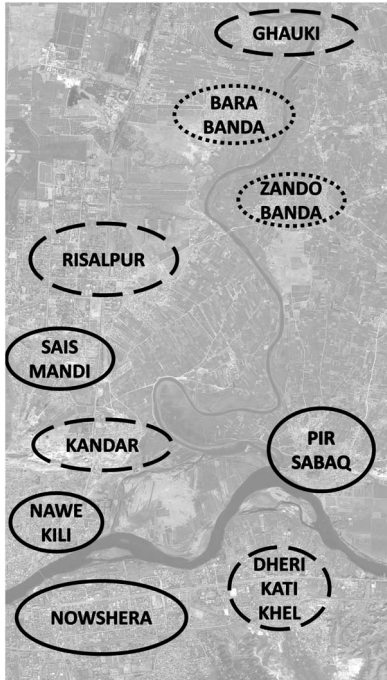 GHAUKI
BARA
BANDA
ZANDO
BANDA
RISALPUR
SAIS
MANDI
KANDAR
PIR
SABAQ
NAWE
KILI
DHERI
KATI
KHEL
NOWSHERA